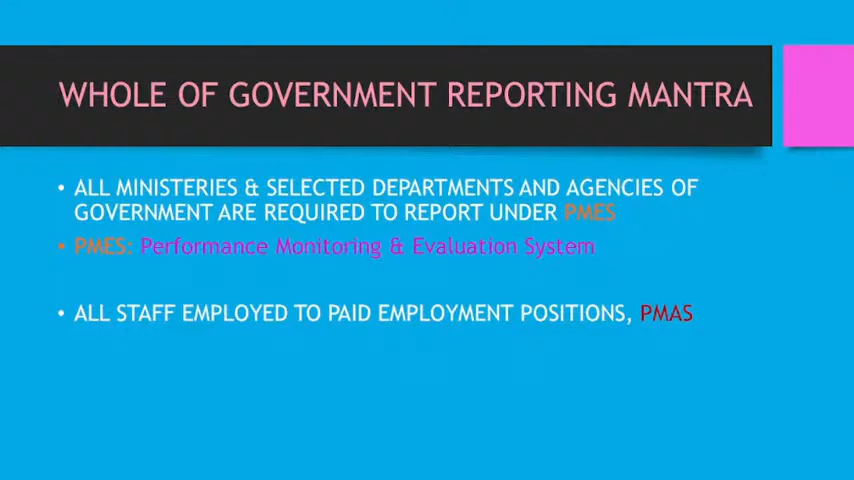 WHOLE OF GOVERNMENT REPORTING MANTRA
• ALL MINISTERIES & SELECTED DEPARTMENTS AND AGENCIES OF
GOVERNMENT ARE REQUIRED TO REPORT UNDER PMES
• PMES: Performance Monitoring & Evaluation System
• ALL STAFF EMPLOYED TO PAID EMPLOYMENT POSITIONS, PMAS